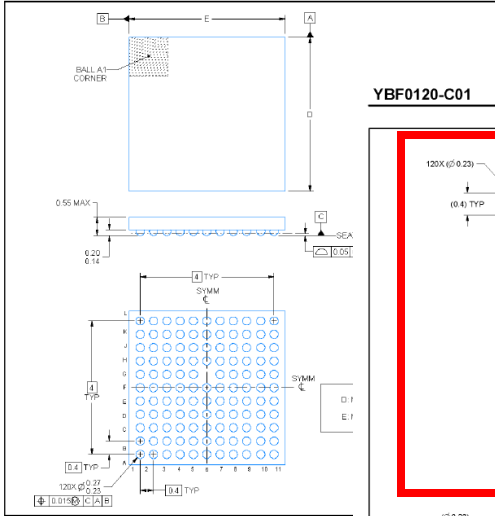 B
E
A
BALL A1
CORNER
D
YBF0120-C01
120X (Ø 0.23)
(0.4) TYP
0.55 MAX
C
0.20
0.14
0.05
4 TYP
SYMM
L
K
J
H
G
F
E
D
C
B
A
4
TYP
SYMM
D:
E:
0.4 TYP
1 2 3 4 5 6 7 8 9 10 11
120X Ø 0.27
0.23
0.4 TYP
0.015 Ⓜ C A B